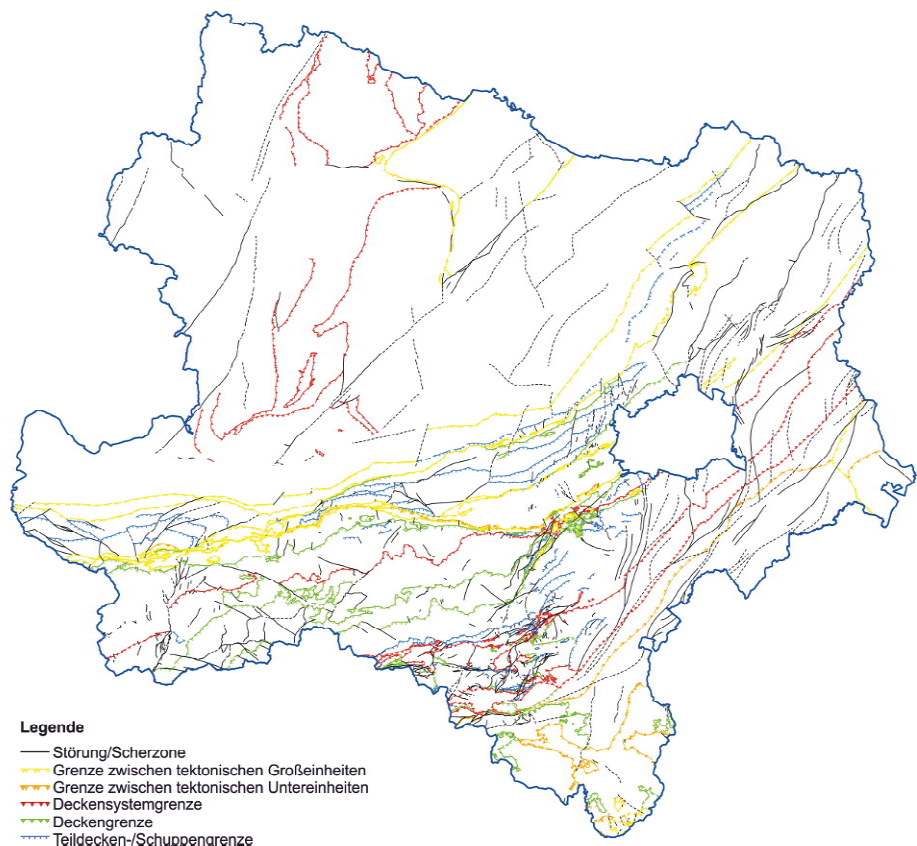 Legende
Störung/Scherzone
Grenze zwischen tektonischen Großeinheiten
Grenze zwischen tektonischen Untereinheiten
Deckensystemgrenze
Deckengrenze
Teildecken-/Schuppengrenze